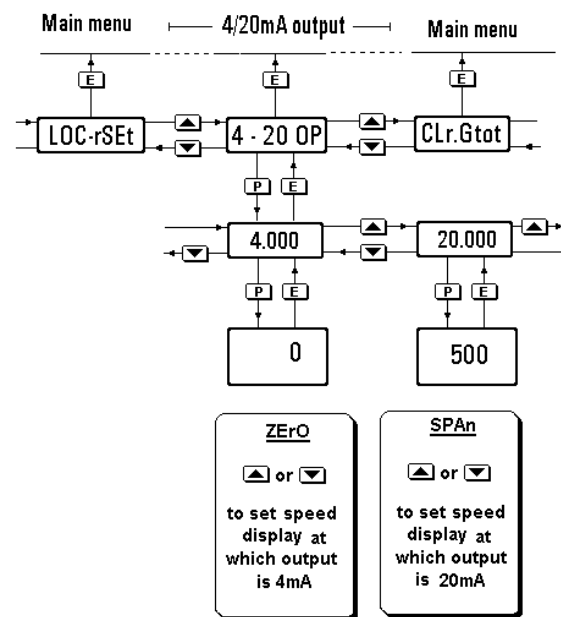 Main menu
4/20mA output
Main menu
E
E
E
LOC-rSEt
4 - 20 OP
CLr.Gtot
P
E
4.000
20.000
P
E
P
E
0
500
ZErO
or
to set speed
display at
which output
is 4mA
SPAn
or
to set speed
display at
which output
is 20mA